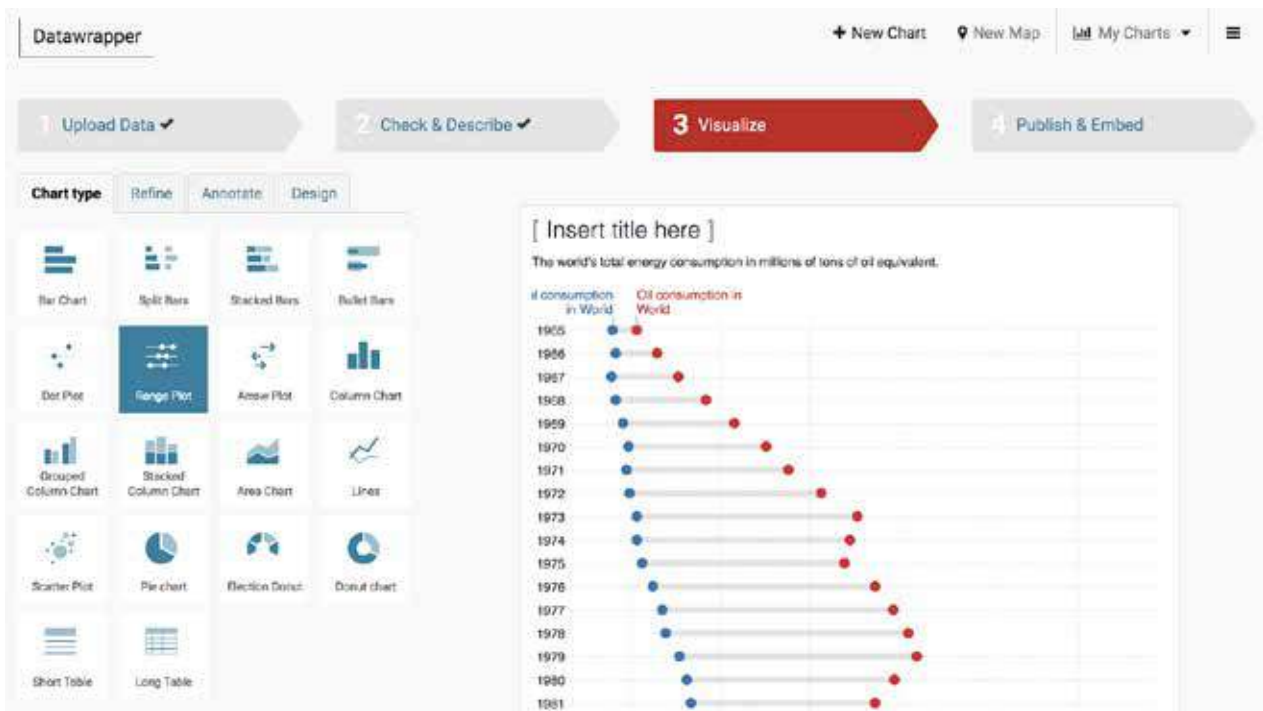 Datawrapper
+ New Chart
New Map
My Charts
1 Upload Data ✔
2 Check & Describe ✔
3 Visualize
4 Publish & Embed
Chart type
Refine
Annotate
Design
Bar Chart
Split Bars
Stacked Bars
Bullet Bars
Dot Plot
Range Plot
Arrow Plot
Column Chart
Grouped
Column Chart
Stacked
Column Chart
Area Chart
Lines
Scatter Plot
Pie chart
Election Donut
Donut chart
Short Table
Long Table
[ Insert title here ]
The world's total energy consumption in millions of tons of oil equivalent.
l consumption
in World
Oil consumption in
World
1965
1966
1967
1968
1969
1970
1971
1972
1973
1974
1975
1976
1977
1978
1979
1980
1981